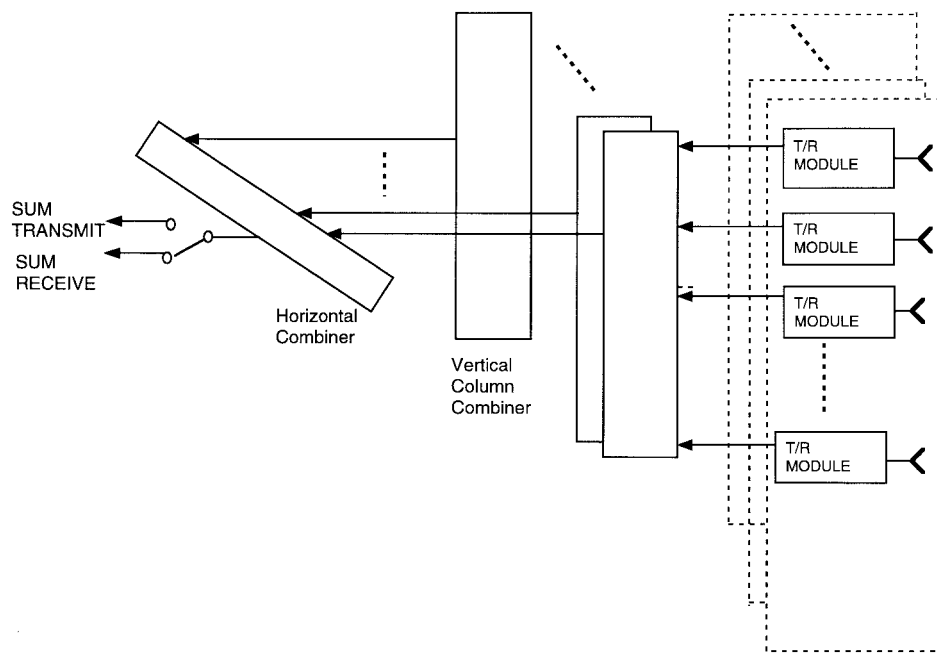 T/R
MODULE
T/R
MODULE
T/R
MODULE
T/R
MODULE
SUM
TRANSMIT
SUM
RECEIVE
Horizontal
Combiner
Vertical
Column
Combiner